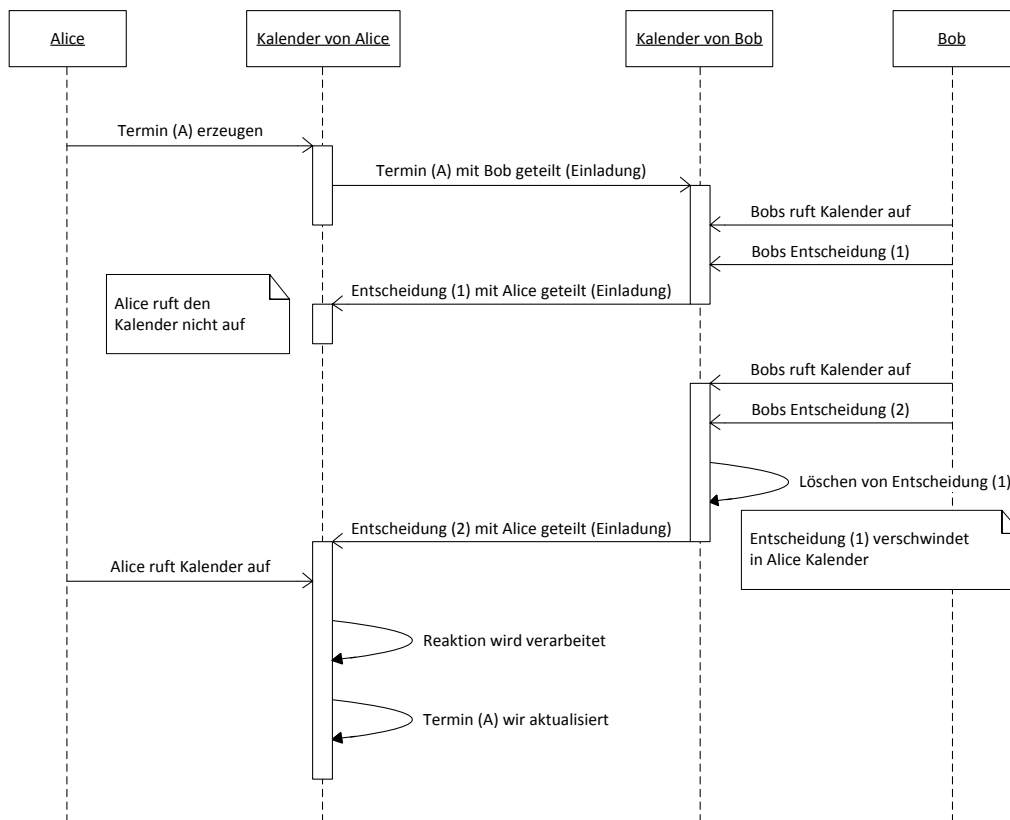 Alice
Kalender von Alice
Kalender von Bob
Bob
Termin (A) erzeugen
Termin (A) mit Bob geteilt (Einladung)
Bobs ruft Kalender auf
Bobs Entscheidung (1)
Entscheidung (1) mit Alice geteilt (Einladung)
Alice ruft den
Kalender nicht auf
Bobs ruft Kalender auf
Bobs Entscheidung (2)
Löschen von Entscheidung (1)
Entscheidung (2) mit Alice geteilt (Einladung)
Entscheidung (1) verschwindet
in Alice Kalender
Alice ruft Kalender auf
Reaktion wird verarbeitet
Termin (A) wir aktualisiert